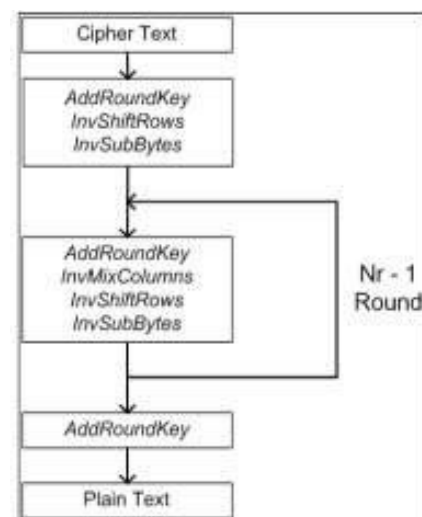 Cipher Text
AddRoundKey
InvShiftRows
InvSubBytes
AddRoundKey
InvMixColumns
InvShiftRows
InvSubBytes
Nr - 1
Round
AddRoundKey
Plain Text